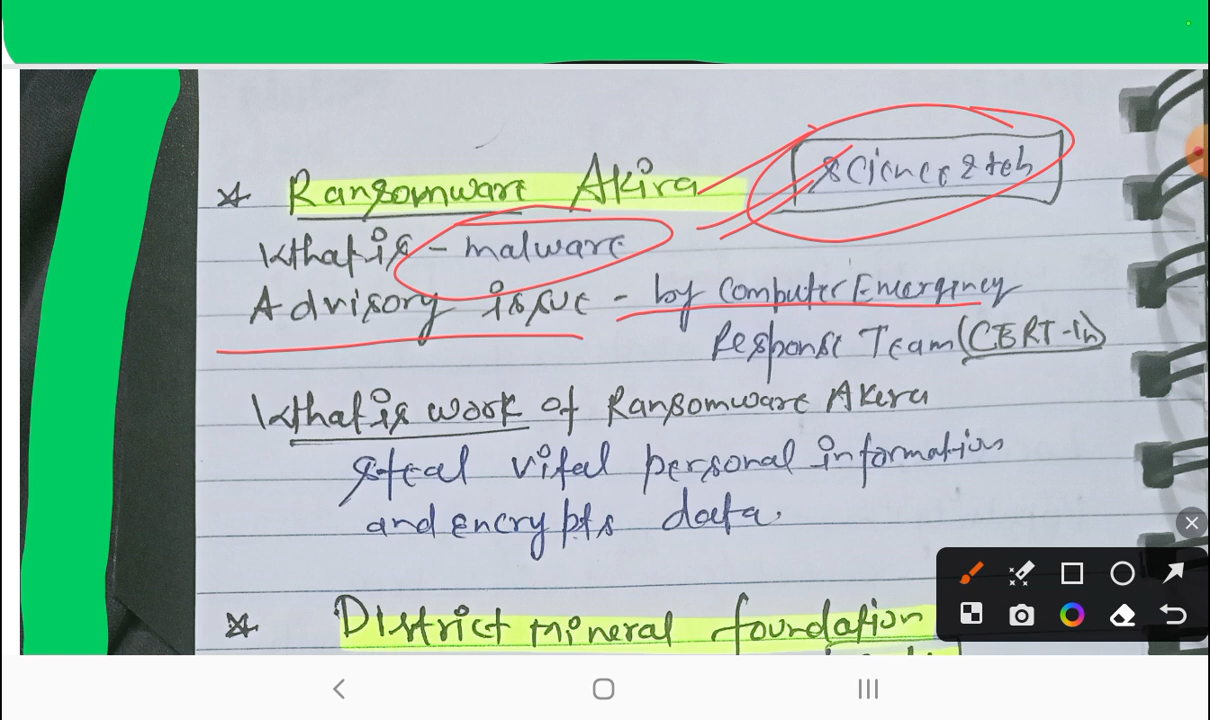 Ransomware Akira
science & teh
What is - malware
Advisory issue - by Computer Emergency
Response Team (CERT-In)
What is work of Ransomware Akera
steal vital personal information
and encrypts data.
District mineral foundation